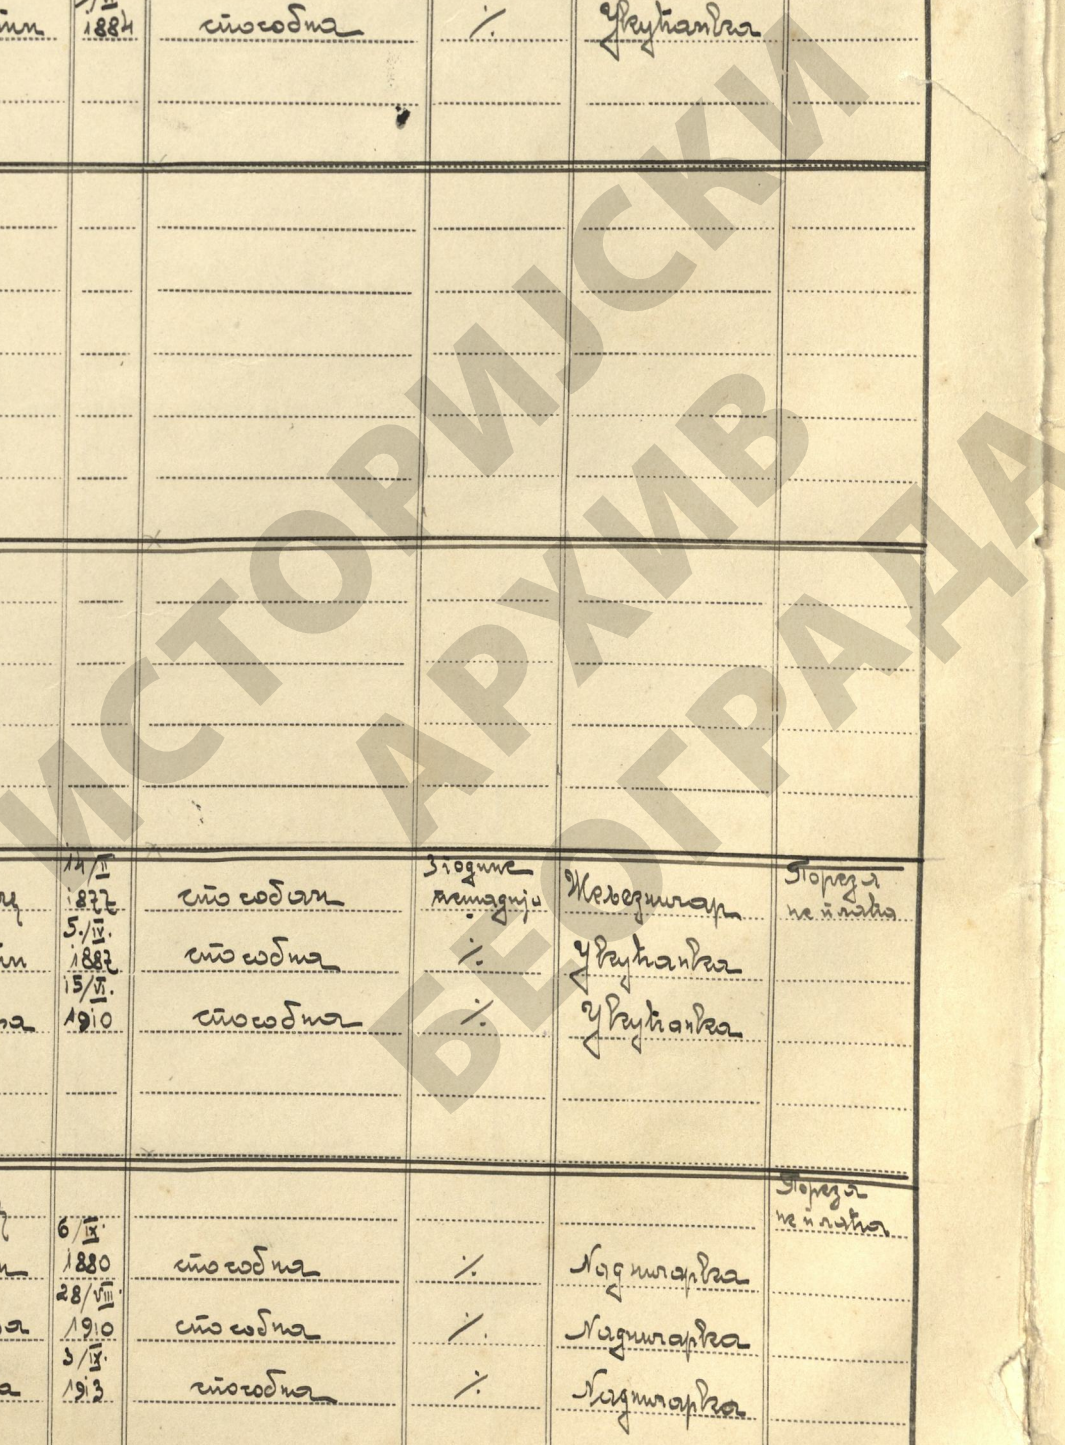 1884 способна ·/. Укућанка
14/II 3 године Пореза
1877 способан немадију Железничар не плаћа
5./IX.
1887 способна ·/. Укућанка
15/VI.
1910 способна ·/. Укућанка
Пореза
6/IX. не плаћа
1880 способна ·/. Надничарка
28/VIII.
1910 способна ·/. Надничарка
3/IX.
1913 способна ·/. Надничарка
ИСТОРИЈСКИ
АРХИВ
БЕОГРАДА